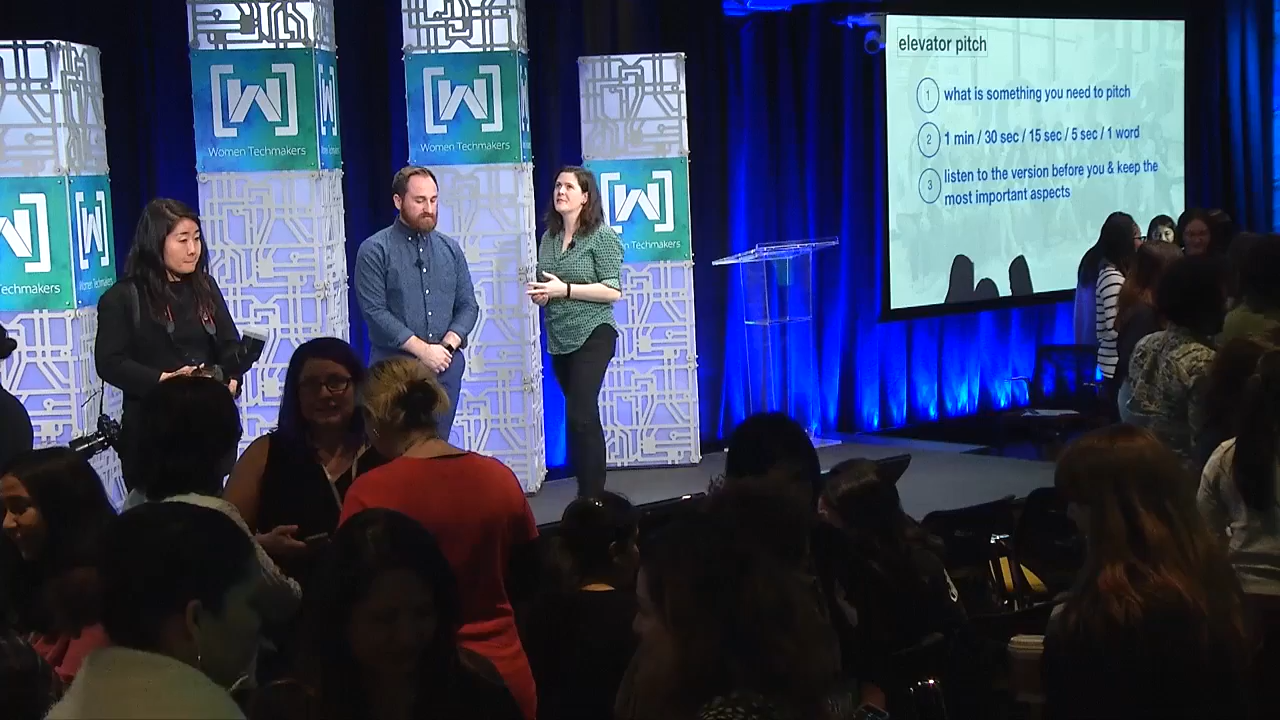 Women Techmakers
Women Techmakers
Techmakers
Techmakers
elevator pitch
1 what is something you need to pitch
2 1 min / 30 sec / 15 sec / 5 sec / 1 word
3 listen to the version before you & keep the
most important aspects